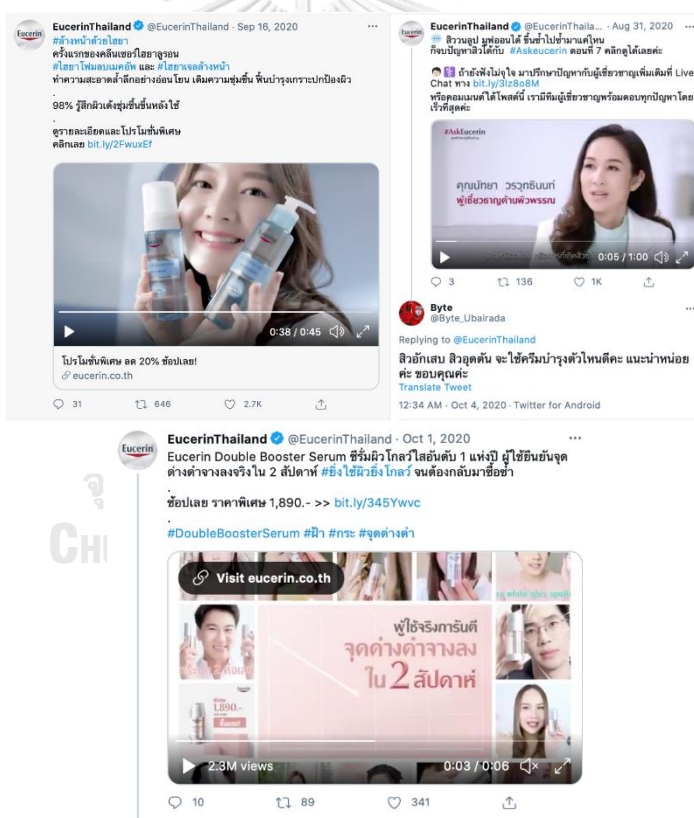 EucerinThailand @EucerinThailand · Sep 16, 2020
#ล้างหน้าด้วยไฮยา
ครั้งแรกของคลีนเซอร์ไฮยาลูรอน
#ไฮยาโฟมลบเมคอัพ และ #ไฮยาเจลล้างหน้า
ทำความสะอาดล้ำลึกอย่างอ่อนโยน เติมความชุ่มชื้น ฟื้นบำรุงเกราะปกป้องผิว
.
98% รู้สึกผิวเด้งชุ่มชื้นขึ้นหลังใช้
.
ดูรายละเอียดและโปรโมชั่นพิเศษ
คลิกเลย bit.ly/2FwuxEf
0:38 / 0:45
โปรโมชั่นพิเศษ ลด 20% ช้อปเลย!
eucerin.co.th
31 646 2.7K
EucerinThailand @EucerinThaila... · Aug 31, 2020
สิววนลูป มูฟออนได้ ขึ้นซ้ำไปซ้ำมาแค่ไหน
ก็จบปัญหาสิวได้กับ #Askeucerin ตอนที่ 7 คลิกดูได้เลยค่ะ
ถ้ายังฟังไม่จุใจ มาปรึกษาปัญหากับผู้เชี่ยวชาญเพิ่มเติมที่ Live
Chat ทาง bit.ly/3lz8o8M
หรือคอมเมนต์ใต้โพสต์นี้ เรามีทีมผู้เชี่ยวชาญพร้อมตอบทุกปัญหาโดย
เร็วที่สุดค่ะ
#AskEucerin
คุณนัทยา วรวุทธินนท์
ผู้เชี่ยวชาญด้านผิวพรรณ
0:05 / 1:00
3 136 1K
Byte
@Byte_Ubairada
Replying to @EucerinThailand
สิวอักเสบ สิวอุดตัน จะใช้ครีมบำรุงตัวไหนดีคะ แนะนำหน่อย
ค่ะ ขอบคุณค่ะ
Translate Tweet
12:34 AM · Oct 4, 2020 · Twitter for Android
EucerinThailand @EucerinThailand · Oct 1, 2020
Eucerin Double Booster Serum ซีรั่มผิวโกลว์ใสอันดับ 1 แห่งปี ผู้ใช้ยืนยันจุด
ด่างดำจางลงจริงใน 2 สัปดาห์ #ยิ่งใช้ผิวยิ่งโกลว์ จนต้องกลับมาซื้อซ้ำ
.
ช้อปเลย ราคาพิเศษ 1,890.- >> bit.ly/345Ywvc
.
#DoubleBoosterSerum #ฝ้า #กระ #จุดด่างดำ
Visit eucerin.co.th
ผู้ใช้จริงการันตี
จุดด่างดำจางลง
ใน 2 สัปดาห์
1,890.-
2.3M views
0:03 / 0:06
10 89 341